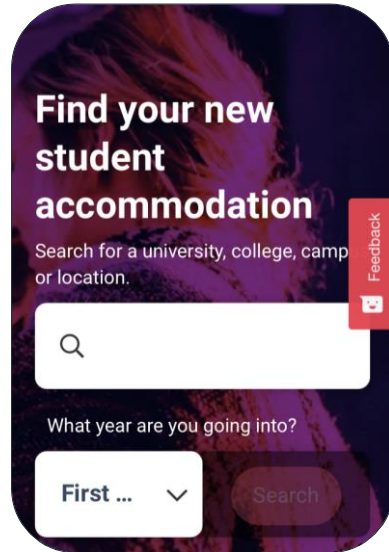 Find your new
student
accommodation
Search for a university, college, campu
or location.
Feedback
What year are you going into?
First ...
Search